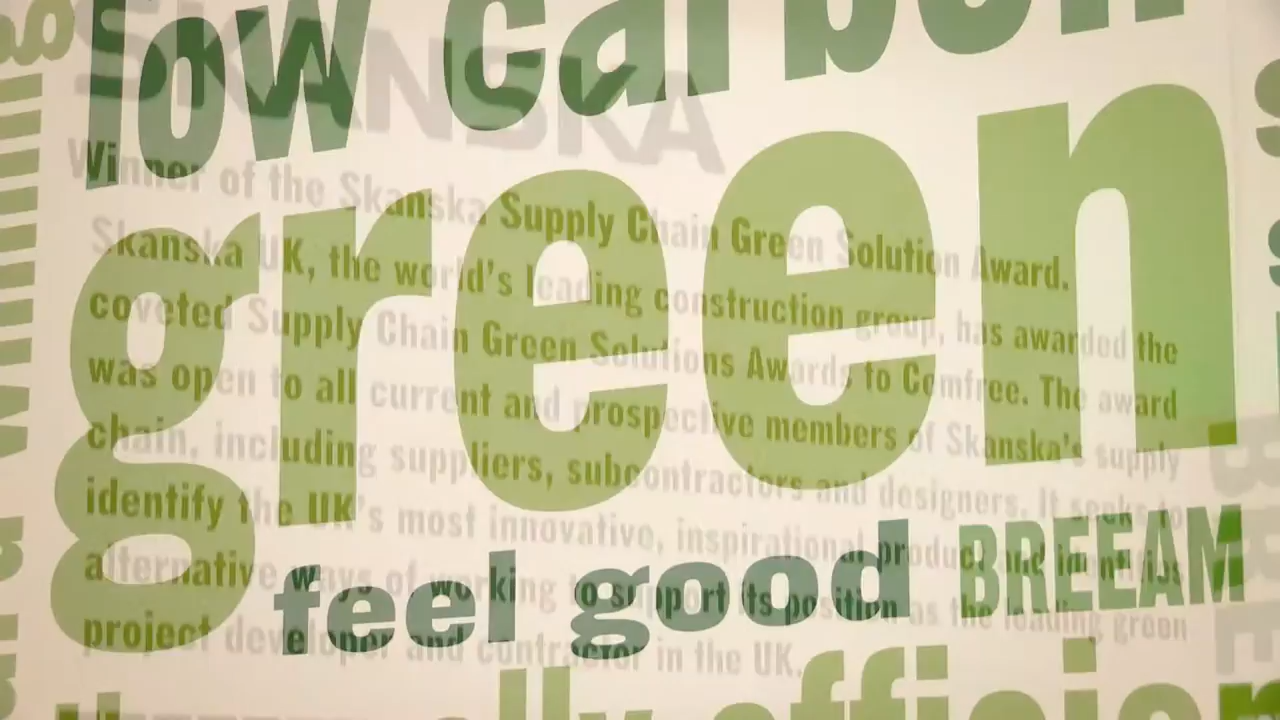 low carbon
SKANSKA
Winner of the Skanska Supply Chain Green Solution Award.
green
Skanska UK, the world's leading construction group, has awarded the
coveted Supply Chain Green Solutions Awards to Comfree. The award
was open to all current and prospective members of Skanska's supply
chain, including suppliers, subcontractors and designers. It seeks to
identify the UK's most innovative, inspirational products and identifies
alternative ways of working to support its position as the leading green
project developer and contractor in the UK.
feel good
BREEAM